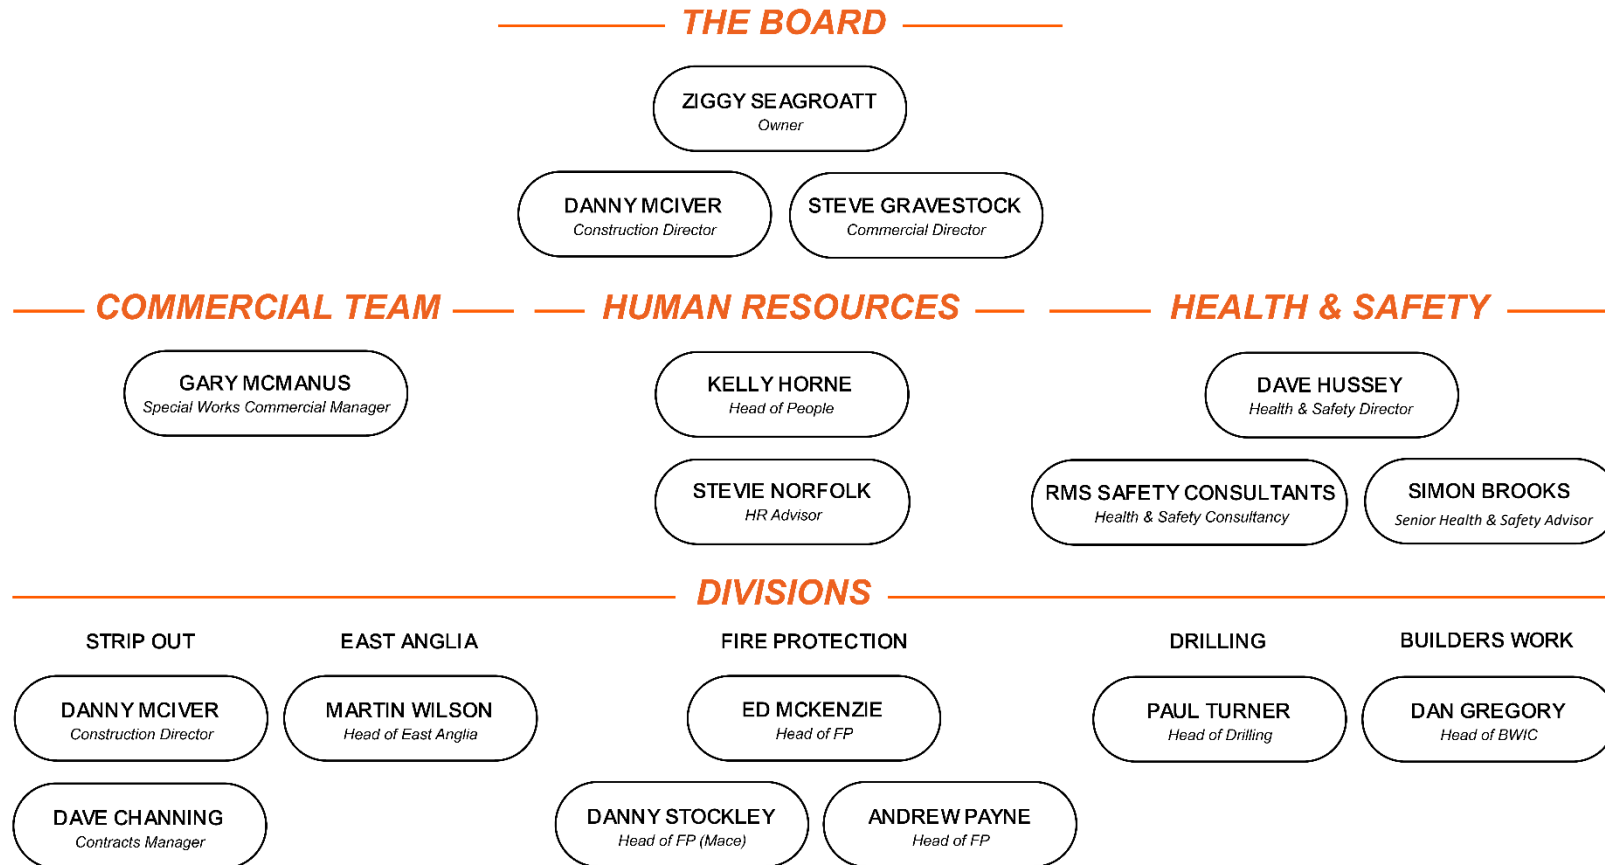 THE BOARD
ZIGGY SEAGROATT
Owner
DANNY MCIVER
Construction Director
STEVE GRAVESTOCK
Commercial Director
COMMERCIAL TEAM
GARY MCMANUS
Special Works Commercial Manager
HUMAN RESOURCES
KELLY HORNE
Head of People
STEVIE NORFOLK
HR Advisor
HEALTH & SAFETY
DAVE HUSSEY
Health & Safety Director
RMS SAFETY CONSULTANTS
Health & Safety Consultancy
SIMON BROOKS
Senior Health & Safety Advisor
DIVISIONS
STRIP OUT
DANNY MCIVER
Construction Director
DAVE CHANNING
Contracts Manager
EAST ANGLIA
MARTIN WILSON
Head of East Anglia
FIRE PROTECTION
ED MCKENZIE
Head of FP
DANNY STOCKLEY
Head of FP (Mace)
ANDREW PAYNE
Head of FP
DRILLING
PAUL TURNER
Head of Drilling
BUILDERS WORK
DAN GREGORY
Head of BWIC